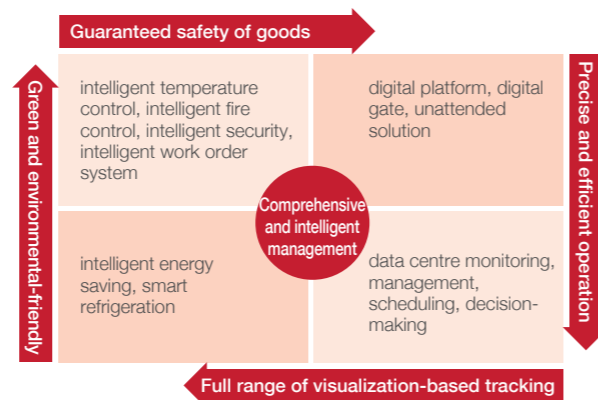 Guaranteed safety of goods
Green and environmental-friendly
intelligent temperature
control, intelligent fire
control, intelligent security,
intelligent work order
system
digital platform, digital
gate, unattended
solution
Precise and efficient operation
Comprehensive
and intelligent
management
intelligent energy
saving, smart
refrigeration
data centre monitoring,
management,
scheduling, decision-
making
Full range of visualization-based tracking